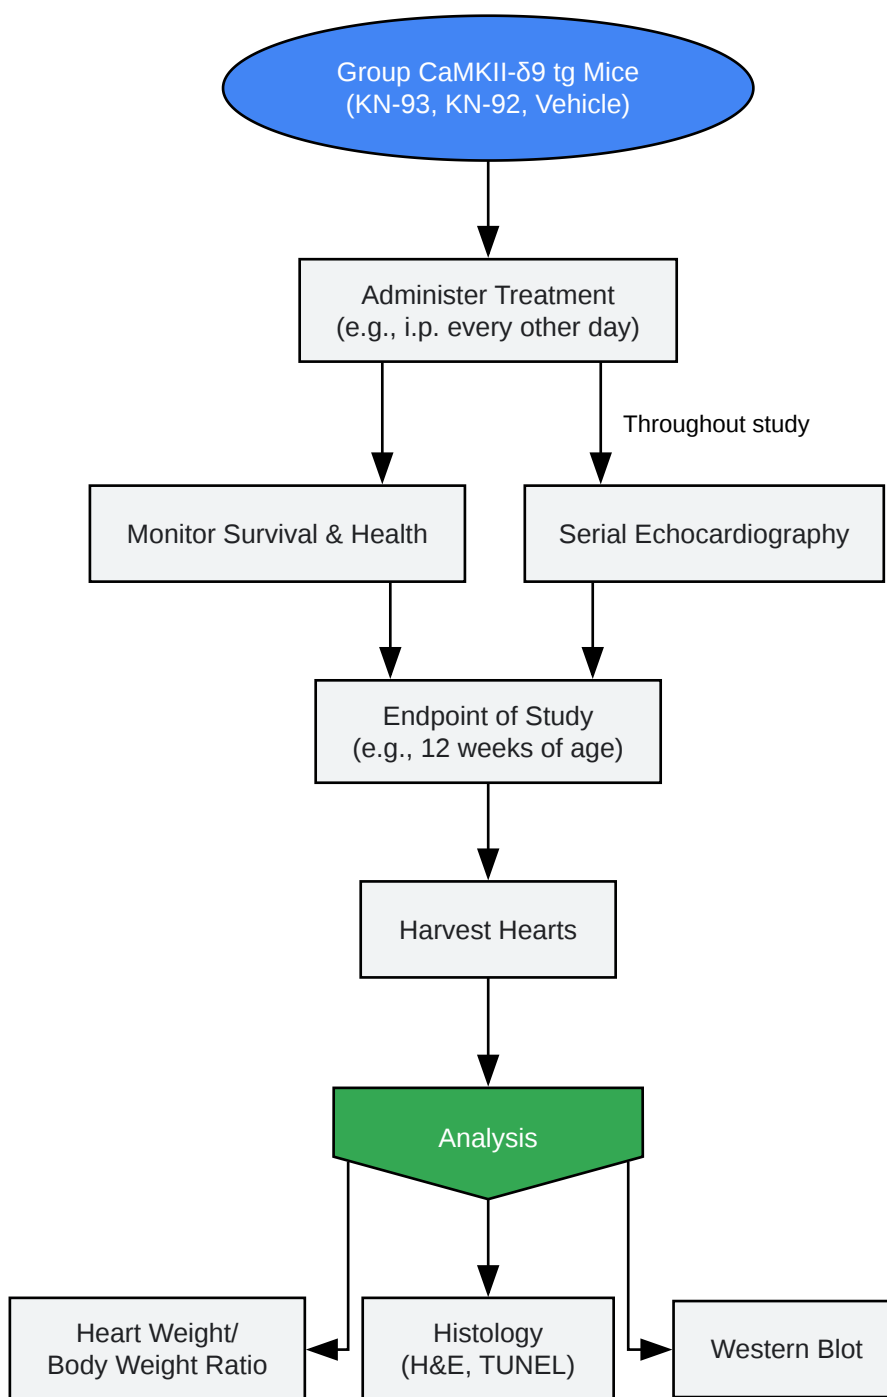 Group CaMKII-δ9 tg Mice
(KN-93, KN-92, Vehicle)
Administer Treatment
(e.g., i.p. every other day)
Throughout study
Monitor Survival & Health
Serial Echocardiography
Endpoint of Study
(e.g., 12 weeks of age)
Harvest Hearts
Analysis
Heart Weight/
Body Weight Ratio
Histology
(H&E, TUNEL)
Western Blot